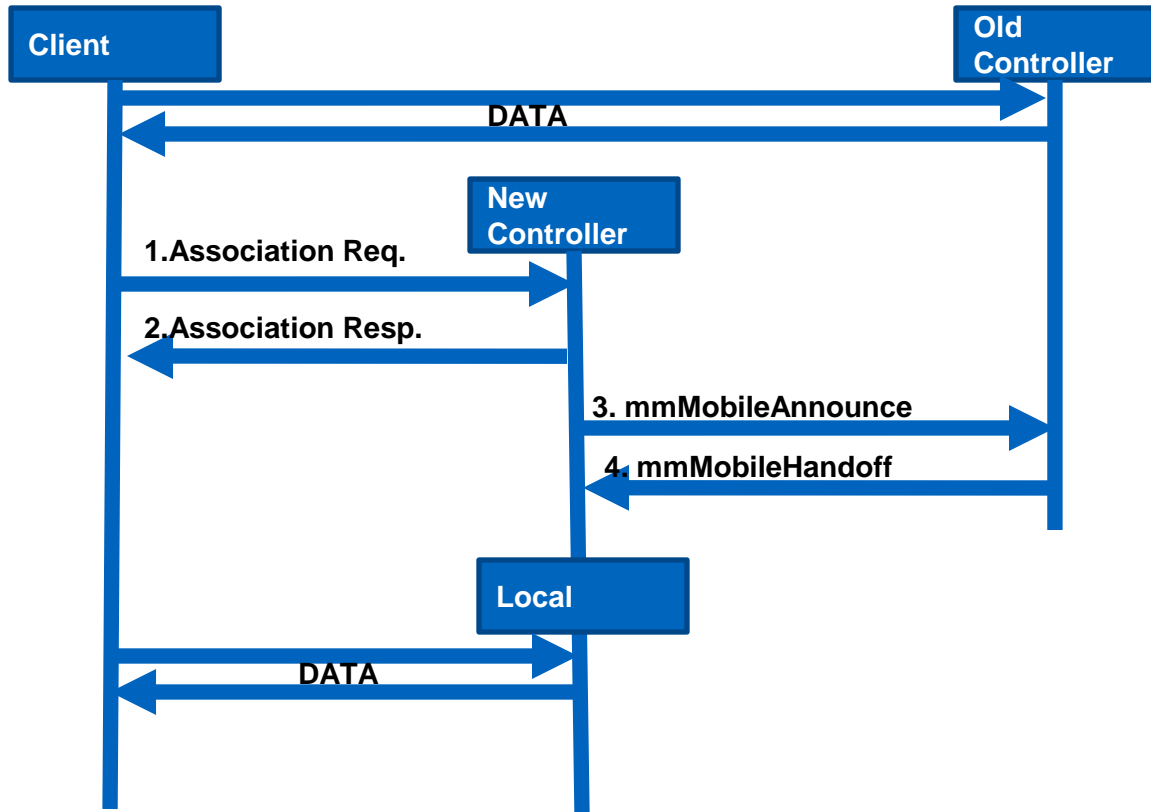 Client
Old
Controller
DATA
New
Controller
1.Association Req.
2.Association Resp.
3. mmMobileAnnounce
4. mmMobileHandoff
Local
DATA